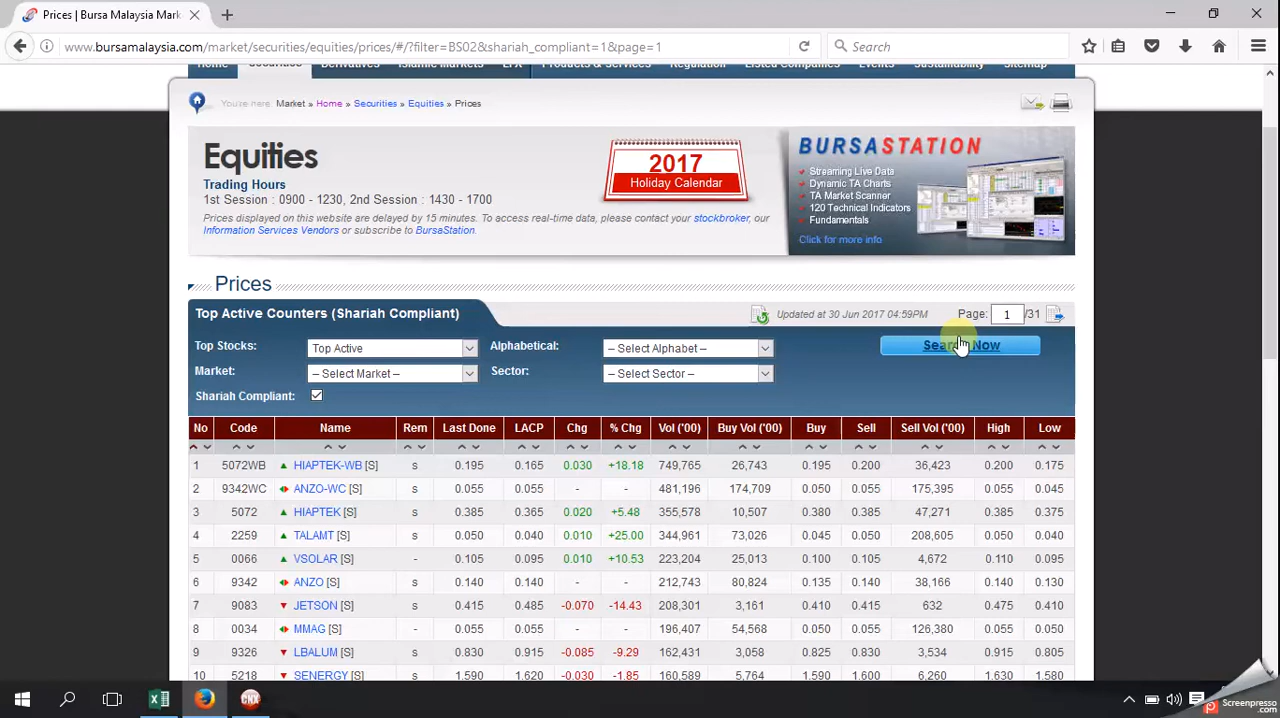 Prices | Bursa Malaysia Mark
www.bursamalaysia.com/market/securities/equities/prices/#/?filter=BS02&shariah_compliant=1&page=1
Search
Home Securities Derivatives Islamic Markets LFX Products & Services Regulation Listed Companies Events Sustainability Sitemap
You're here: Market » Home » Securities » Equities » Prices
Equities
Trading Hours
1st Session : 0900 - 1230, 2nd Session : 1430 - 1700
Prices displayed on this website are delayed by 15 minutes. To access real-time data, please contact your stockbroker, our
Information Services Vendors or subscribe to BursaStation.
2017
Holiday Calendar
BURSASTATION
Streaming Live Data
Dynamic TA Charts
TA Market Scanner
120 Technical Indicators
Fundamentals
Click for more info
Prices
Top Active Counters (Shariah Compliant) Updated at 30 Jun 2017 04:59PM Page: 1 /31
Top Stocks: Top Active Alphabetical: -- Select Alphabet -- Search Now
Market: -- Select Market -- Sector: -- Select Sector --
Shariah Compliant:
No Code Name Rem Last Done LACP Chg % Chg Vol ('00) Buy Vol ('00) Buy Sell Sell Vol ('00) High Low
1 5072WB HIAPTEK-WB [S] s 0.195 0.165 0.030 +18.18 749,765 26,743 0.195 0.200 36,423 0.200 0.175
2 9342WC ANZO-WC [S] s 0.055 0.055 - - 481,196 174,709 0.050 0.055 175,395 0.055 0.045
3 5072 HIAPTEK [S] s 0.385 0.365 0.020 +5.48 355,578 10,507 0.380 0.385 47,271 0.385 0.365
4 2259 TALAMT [S] s 0.050 0.040 0.010 +25.00 344,961 73,026 0.045 0.050 208,605 0.050 0.040
5 0066 VSOLAR [S] - 0.105 0.095 0.010 +10.53 223,204 25,013 0.100 0.105 4,672 0.110 0.095
6 9342 ANZO [S] s 0.140 0.140 - - 212,743 80,824 0.135 0.140 38,166 0.140 0.130
7 9083 JETSON [S] s 0.415 0.485 -0.070 -14.43 208,301 3,161 0.410 0.415 632 0.475 0.410
8 0034 MMAG [S] - 0.055 0.055 - - 196,407 54,568 0.050 0.055 126,380 0.055 0.050
9 9326 LBALUM [S] s 0.830 0.915 -0.085 -9.29 162,431 3,058 0.825 0.830 3,534 0.915 0.805
10 5218 SENERGY [S] s 1.590 1.620 -0.030 -1.85 160,589 5,764 1.590 1.600 6,260 1.630 1.580
Screenpresso
.com